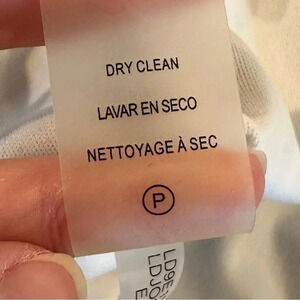 DRY CLEAN
LAVAR EN SECO
NETTOYAGE À SEC
P